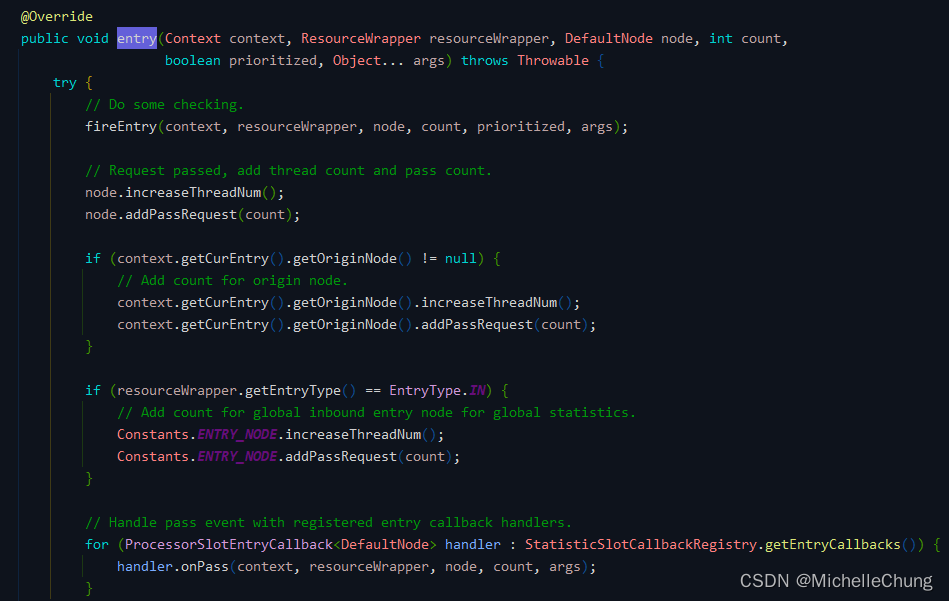 @Override
public void entry(Context context, ResourceWrapper resourceWrapper, DefaultNode node, int count,
                  boolean prioritized, Object... args) throws Throwable {
    try {
        // Do some checking.
        fireEntry(context, resourceWrapper, node, count, prioritized, args);

        // Request passed, add thread count and pass count.
        node.increaseThreadNum();
        node.addPassRequest(count);

        if (context.getCurEntry().getOriginNode() != null) {
            // Add count for origin node.
            context.getCurEntry().getOriginNode().increaseThreadNum();
            context.getCurEntry().getOriginNode().addPassRequest(count);
        }

        if (resourceWrapper.getEntryType() == EntryType.IN) {
            // Add count for global inbound entry node for global statistics.
            Constants.ENTRY_NODE.increaseThreadNum();
            Constants.ENTRY_NODE.addPassRequest(count);
        }

        // Handle pass event with registered entry callback handlers.
        for (ProcessorSlotEntryCallback<DefaultNode> handler : StatisticSlotCallbackRegistry.getEntryCallbacks()) {
            handler.onPass(context, resourceWrapper, node, count, args);
        }
CSDN @MichelleChung